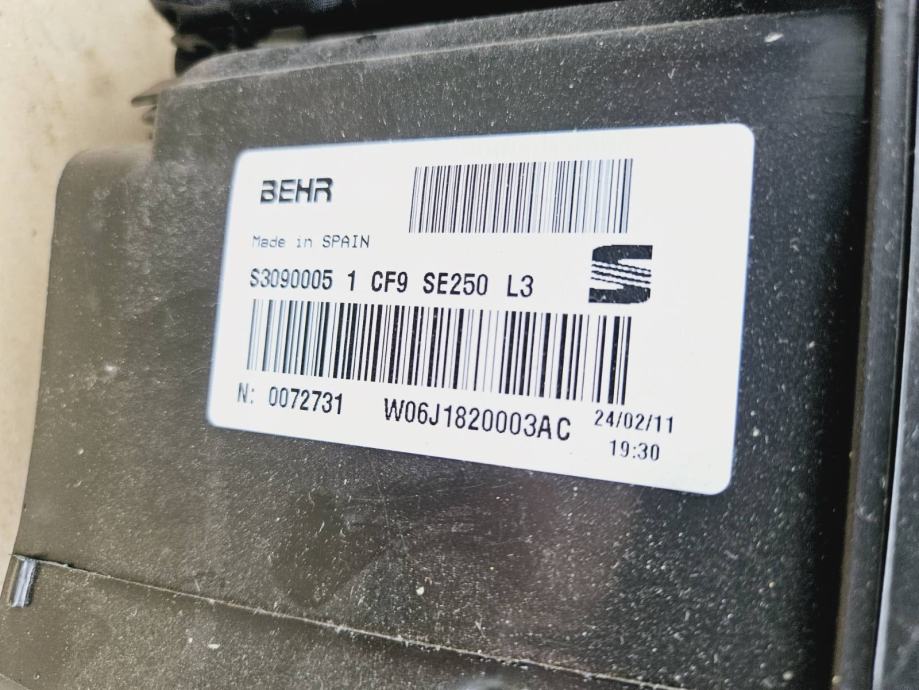 BEHR
Made in SPAIN
S3090005 1 CF9 SE250 L3
N: 0072731 W06J1820003AC 24/02/11
19:30